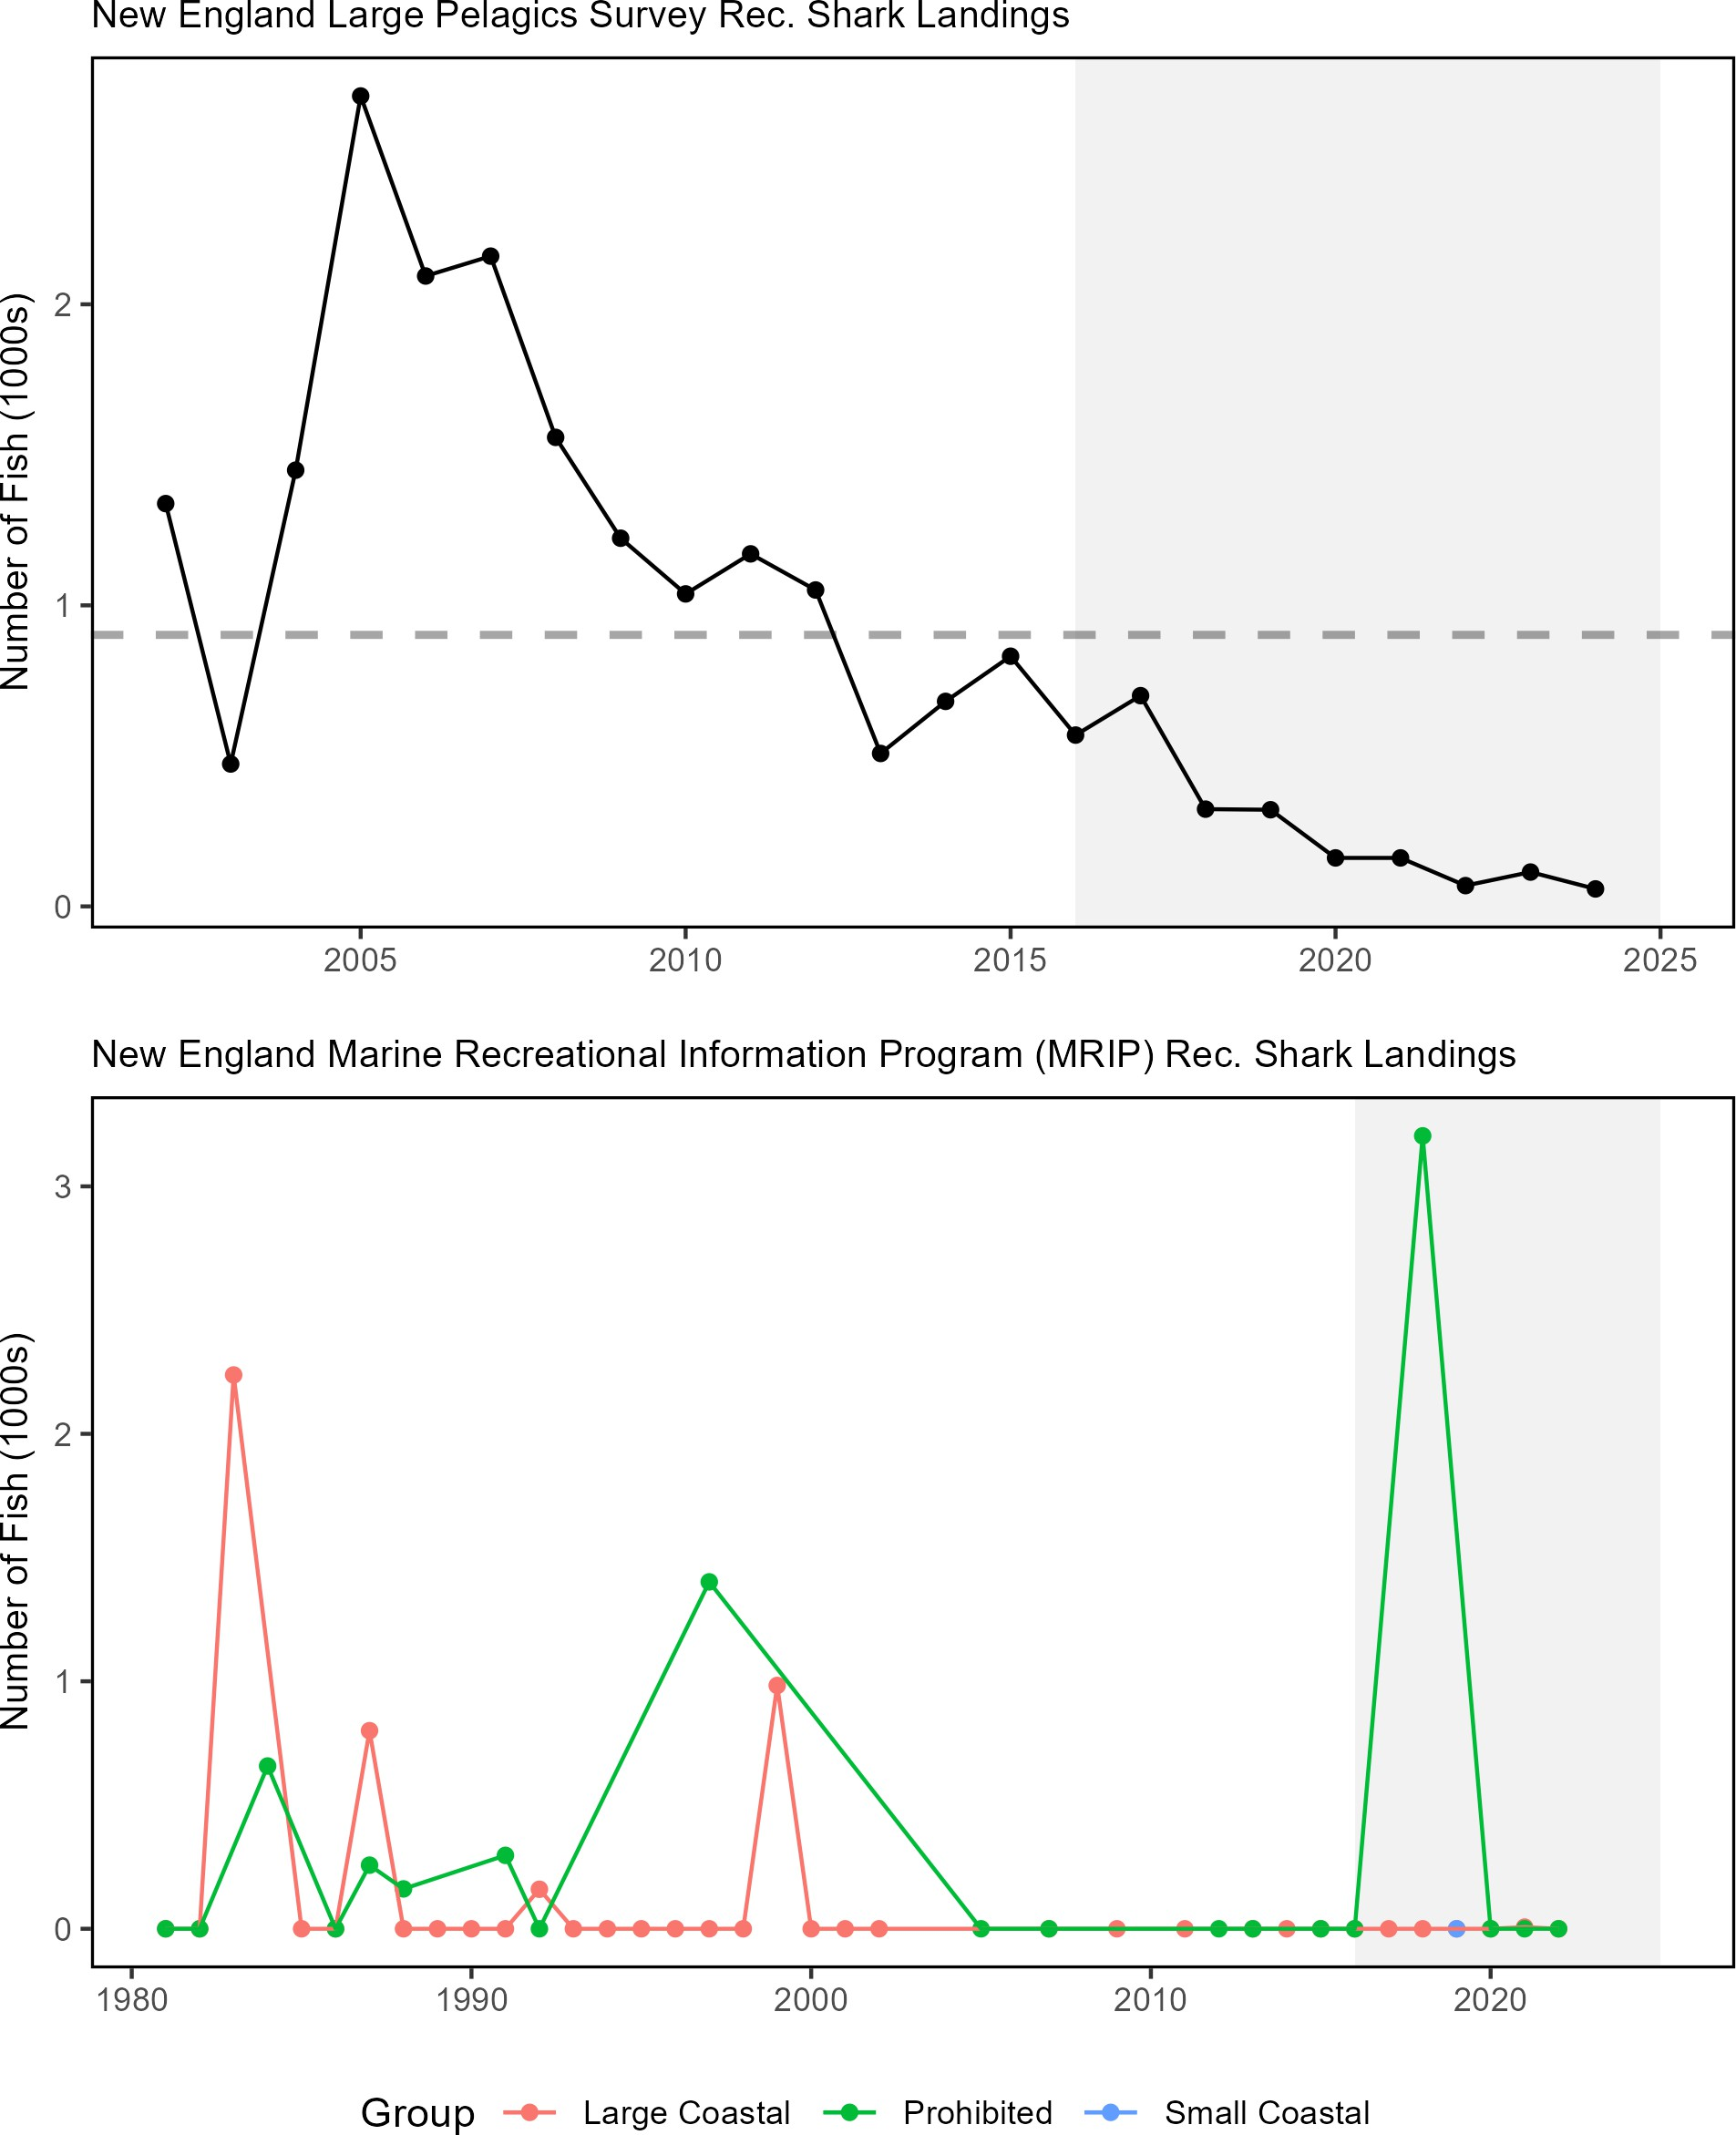 New England Large Pelagics Survey Rec. Shark Landings
Number of Fish (1000s)
2
1
0
2005 2010 2015 2020 2025
New England Marine Recreational Information Program (MRIP) Rec. Shark Landings
Number of Fish (1000s)
3
2
1
0
1980 1990 2000 2010 2020
Group Large Coastal Prohibited Small Coastal